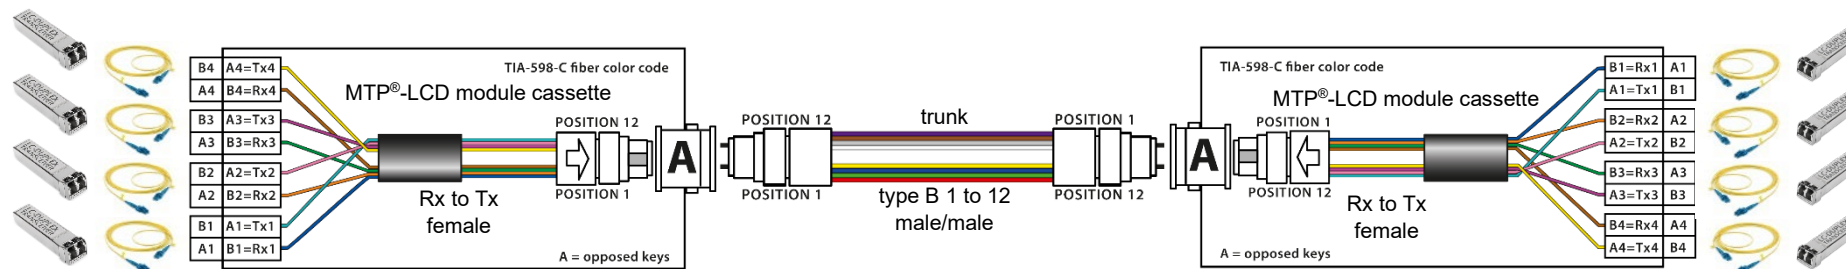 B4 A4=Tx4
A4 B4=Rx4
B3 A3=Tx3
A3 B3=Rx3
B2 A2=Tx2
A2 B2=Rx2
B1 A1=Tx1
A1 B1=Rx1
TIA-598-C fiber color code
MTP®-LCD module cassette
Rx to Tx
female
POSITION 12
POSITION 1
A = opposed keys
A
POSITION 12
POSITION 1
trunk
type B 1 to 12
male/male
POSITION 1
POSITION 12
A
TIA-598-C fiber color code
MTP®-LCD module cassette
POSITION 1
POSITION 12
Rx to Tx
female
A = opposed keys
B1=Rx1 A1
A1=Tx1 B1
B2=Rx2 A2
A2=Tx2 B2
B3=Rx3 A3
A3=Tx3 B3
B4=Rx4 A4
A4=Tx4 B4